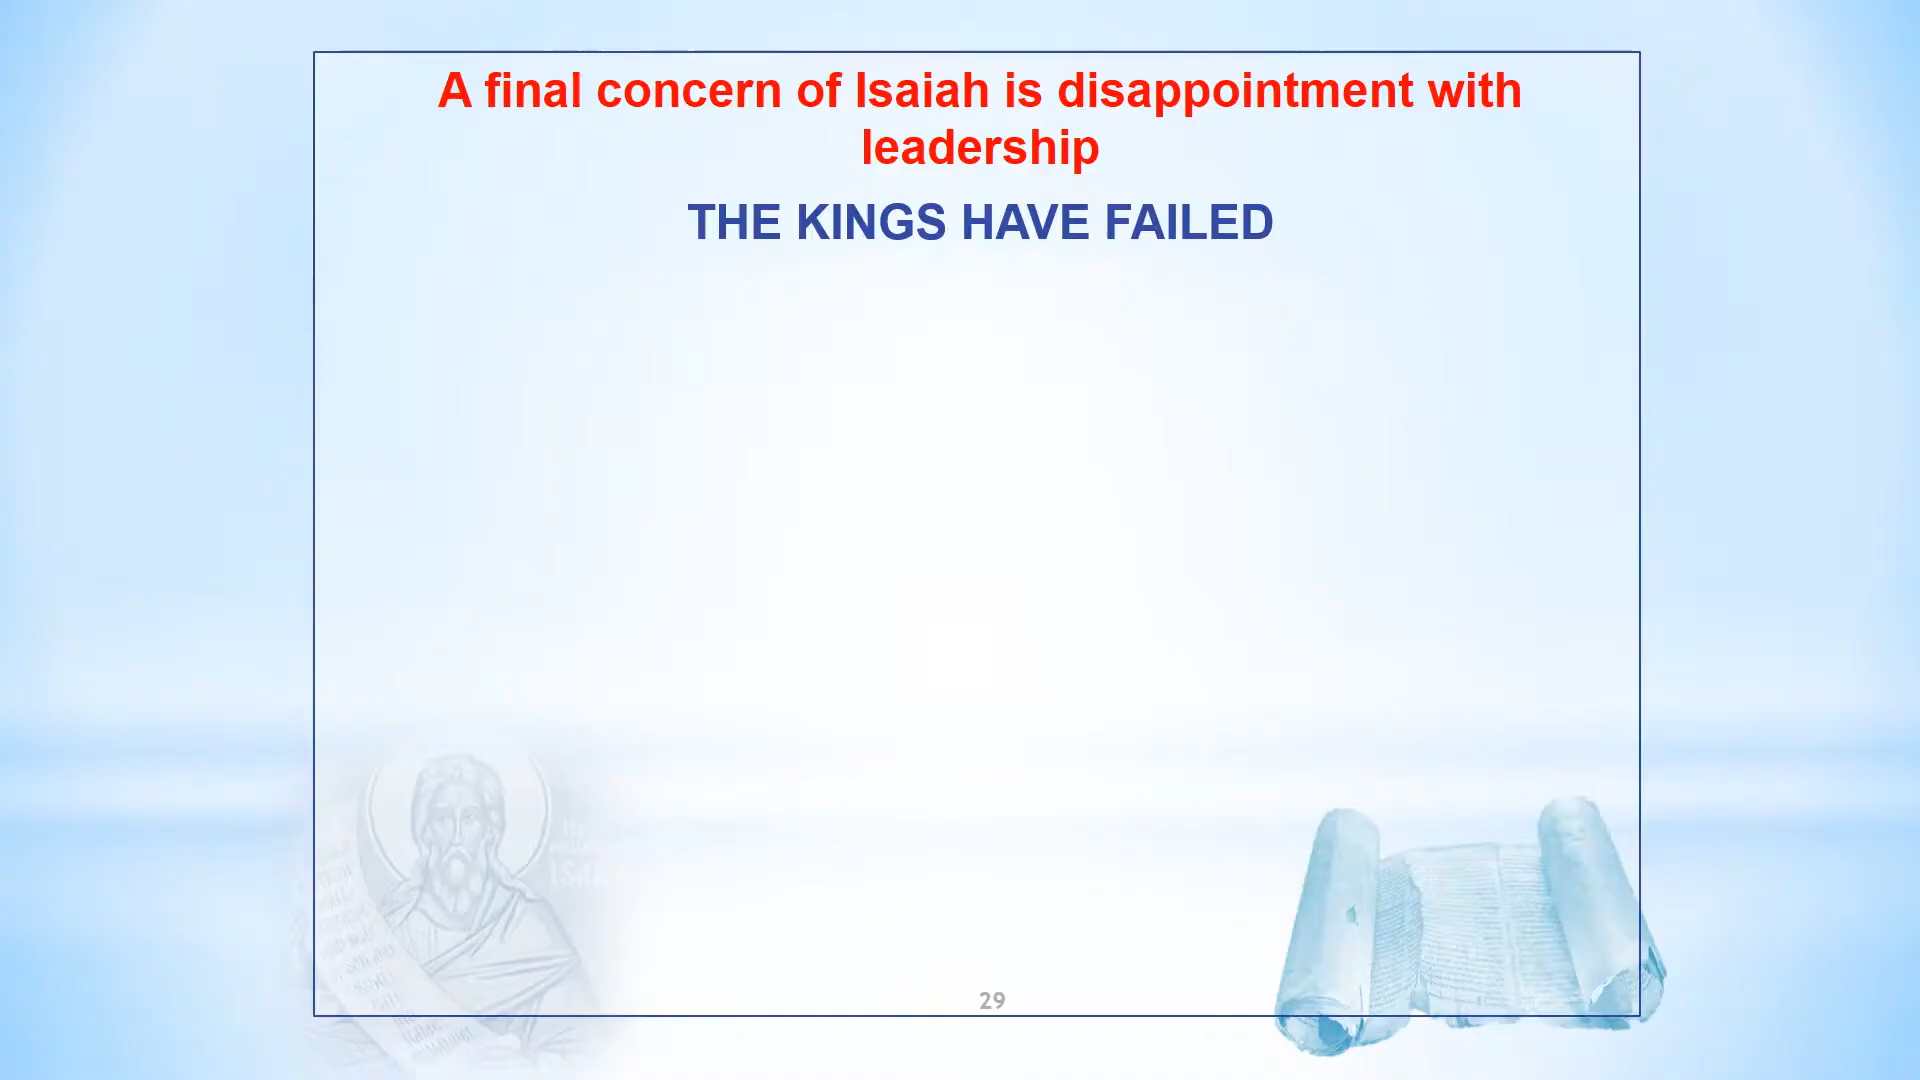 A final concern of Isaiah is disappointment with
leadership
THE KINGS HAVE FAILED
29